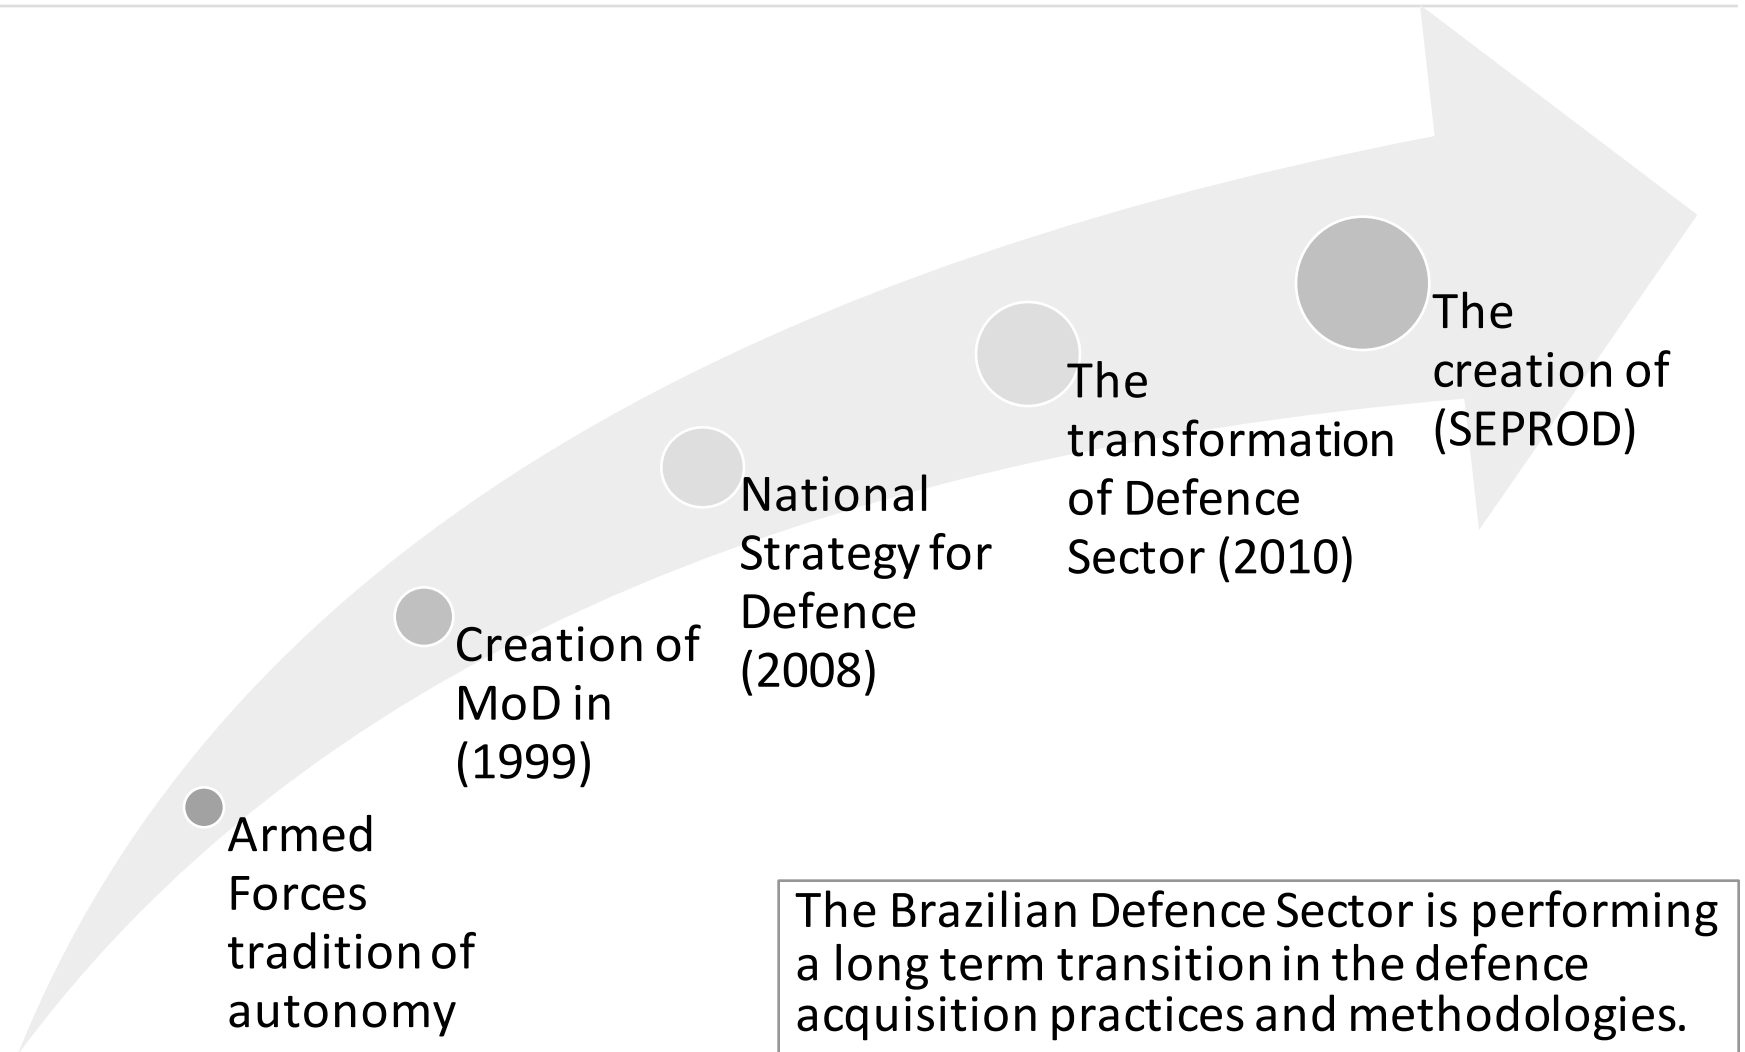 Armed
Forces
tradition of
autonomy
Creation of
MoD in
(1999)
National
Strategy for
Defence
(2008)
The
transformation
of Defence
Sector (2010)
The
creation of
(SEPROD)
The Brazilian Defence Sector is performing
a long term transition in the defence
acquisition practices and methodologies.